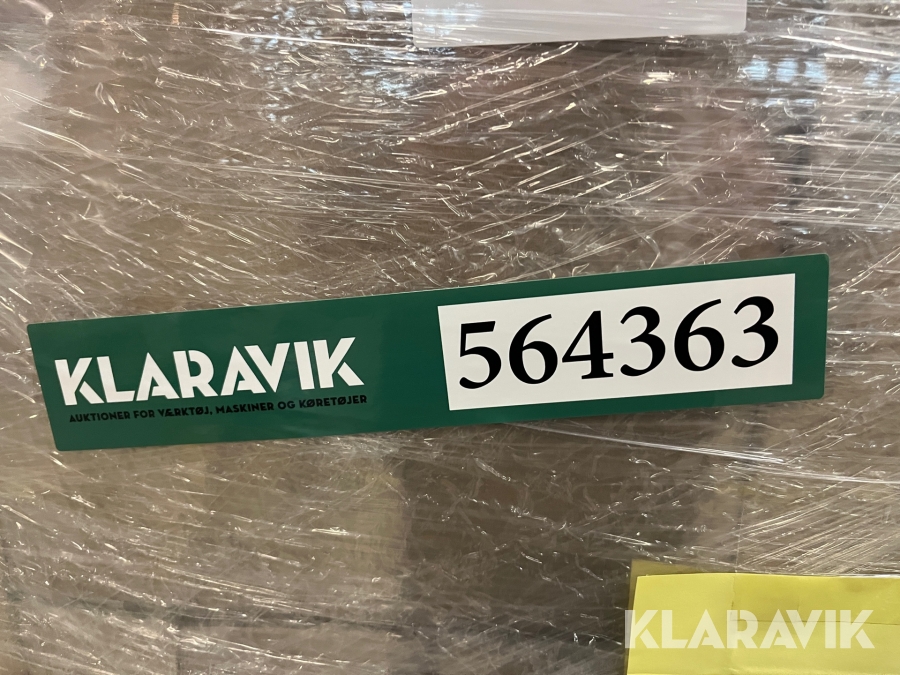 KLARAVIK
AUKTIONER FOR VÆRKTØJ, MASKINER OG KØRETØJER
564363
KLARAVIK